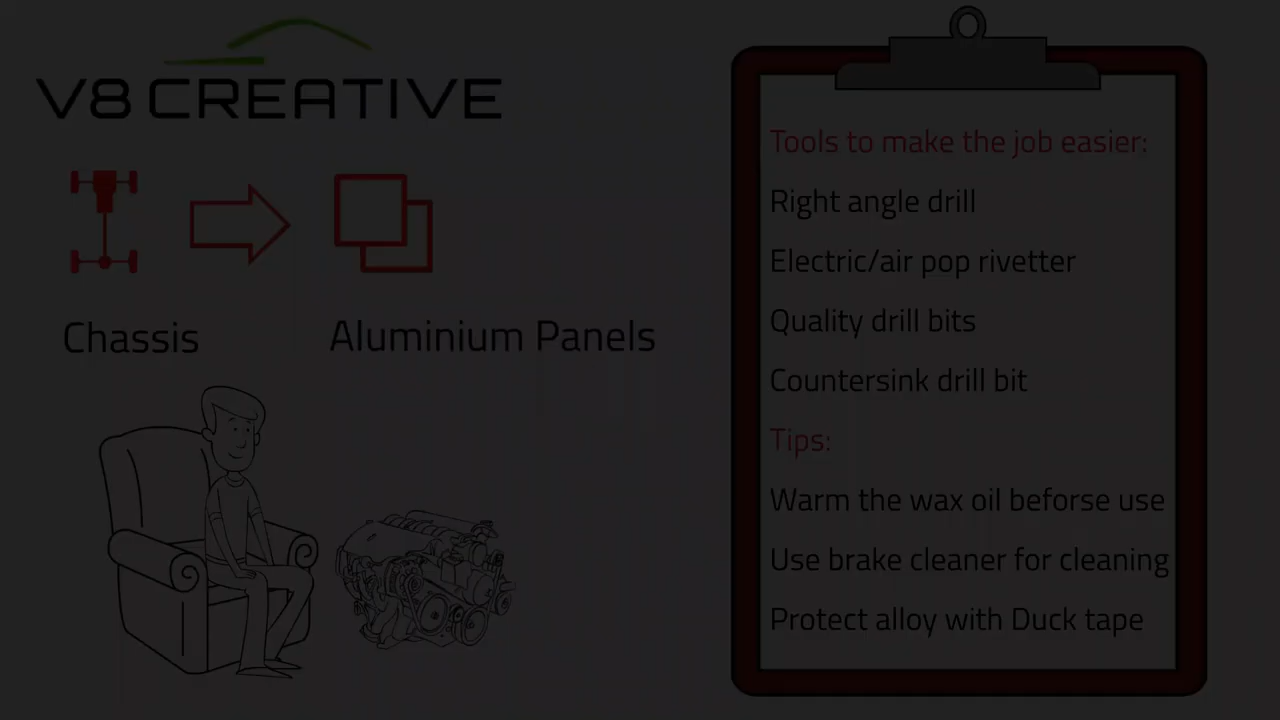 V8 CREATIVE
Chassis
Aluminium Panels
Tools to make the job easier:
Right angle drill
Electric/air pop rivetter
Quality drill bits
Countersink drill bit
Tips:
Warm the wax oil beforse use
Use brake cleaner for cleaning
Protect alloy with Duck tape